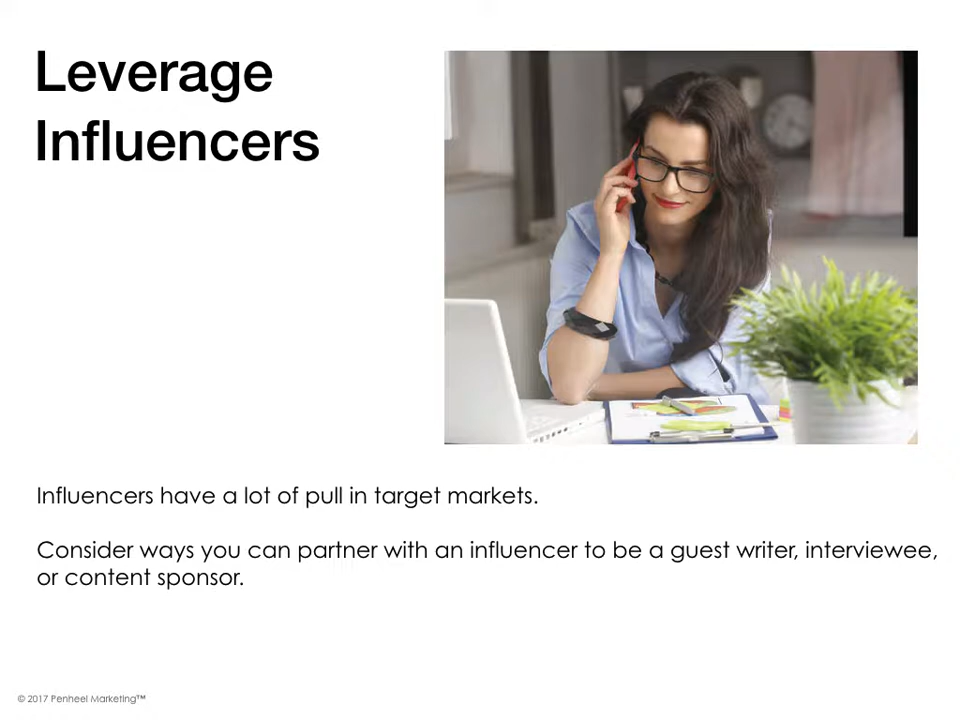 Leverage
Influencers
Influencers have a lot of pull in target markets.
Consider ways you can partner with an influencer to be a guest writer, interviewee,
or content sponsor.
© 2017 Penheel Marketing™